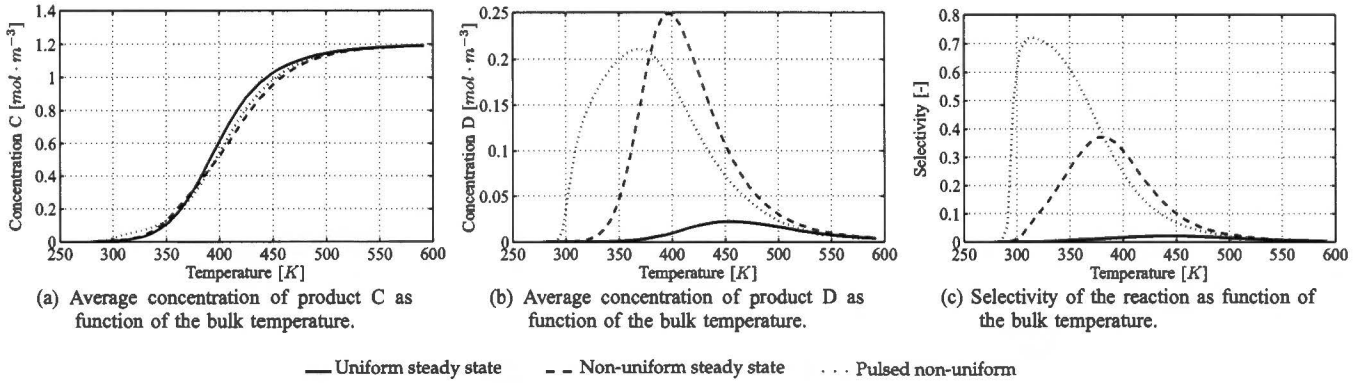 1.4
1.2
1
0.8
0.6
0.4
0.2
0
Concentration C [mol · m⁻³]
250 300 350 400 450 500 550 600
Temperature [K]
(a) Average concentration of product C as
function of the bulk temperature.
0.25
0.2
0.15
0.1
0.05
0
Concentration D [mol · m⁻³]
250 300 350 400 450 500 550 600
Temperature [K]
(b) Average concentration of product D as
function of the bulk temperature.
0.8
0.7
0.6
0.5
0.4
0.3
0.2
0.1
0
Selectivity [-]
250 300 350 400 450 500 550 600
Temperature [K]
(c) Selectivity of the reaction as function of
the bulk temperature.
Uniform steady state Non-uniform steady state Pulsed non-uniform